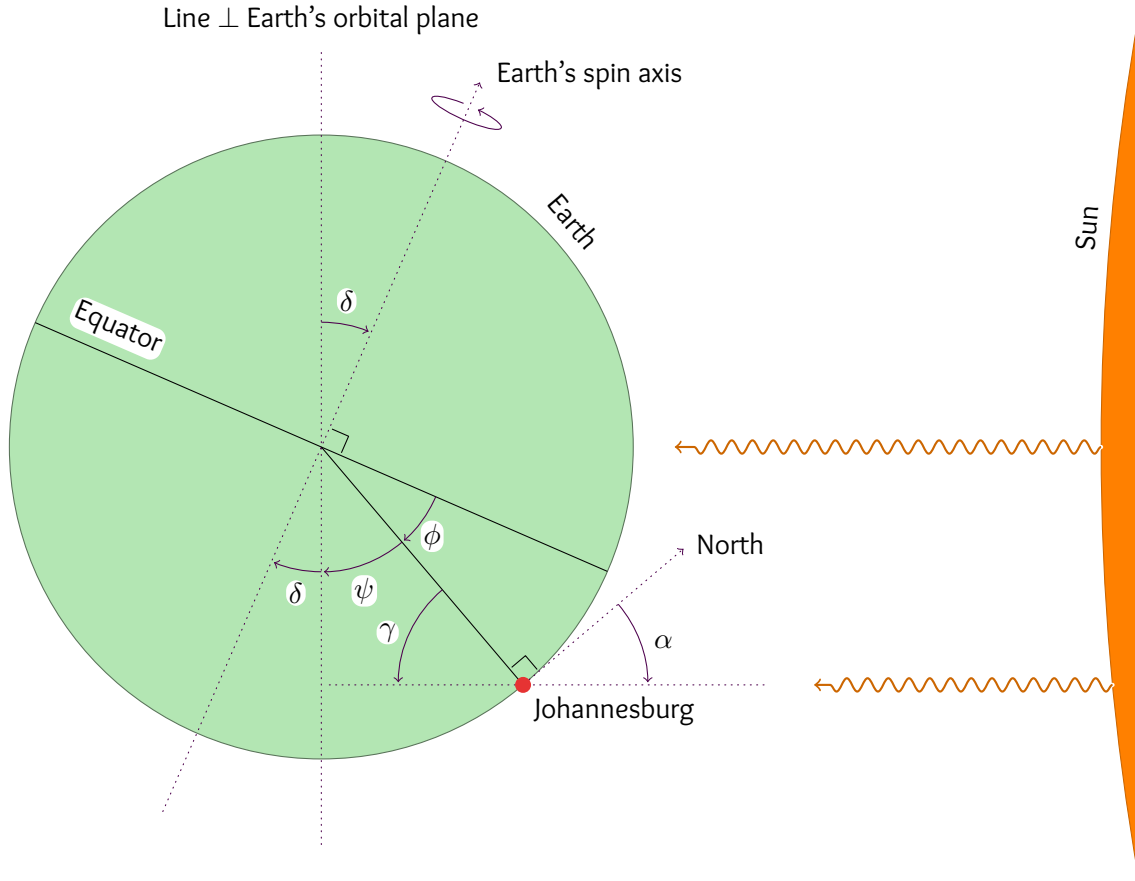 Line ⊥ Earth's orbital plane
Earth's spin axis
Earth
Sun
δ
Equator
ϕ
North
δ
ψ
γ
α
Johannesburg